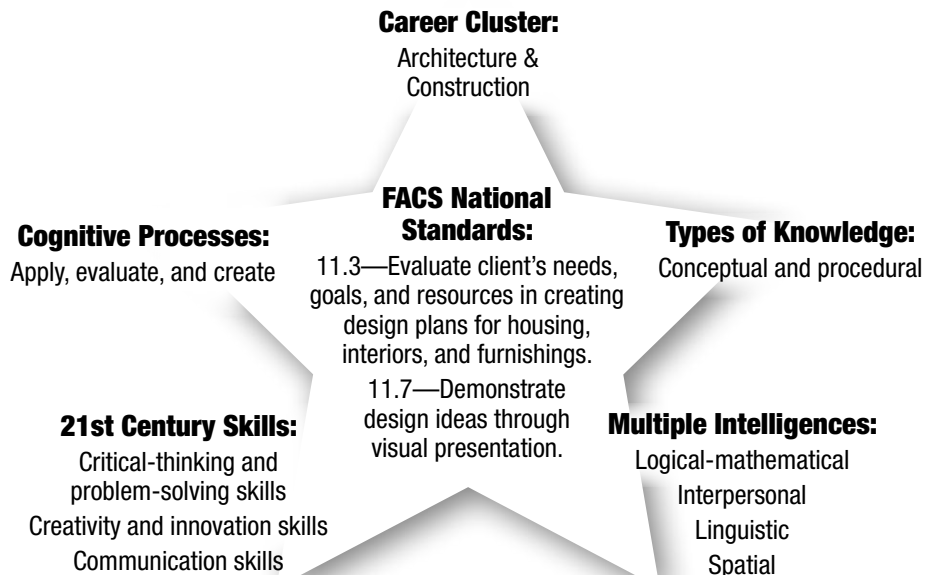 Career Cluster:
Architecture &
Construction
Cognitive Processes:
Apply, evaluate, and create
FACS National
Standards:
11.3—Evaluate client's needs,
goals, and resources in creating
design plans for housing,
interiors, and furnishings.
11.7—Demonstrate
design ideas through
visual presentation.
Types of Knowledge:
Conceptual and procedural
21st Century Skills:
Critical-thinking and
problem-solving skills
Creativity and innovation skills
Communication skills
Multiple Intelligences:
Logical-mathematical
Interpersonal
Linguistic
Spatial